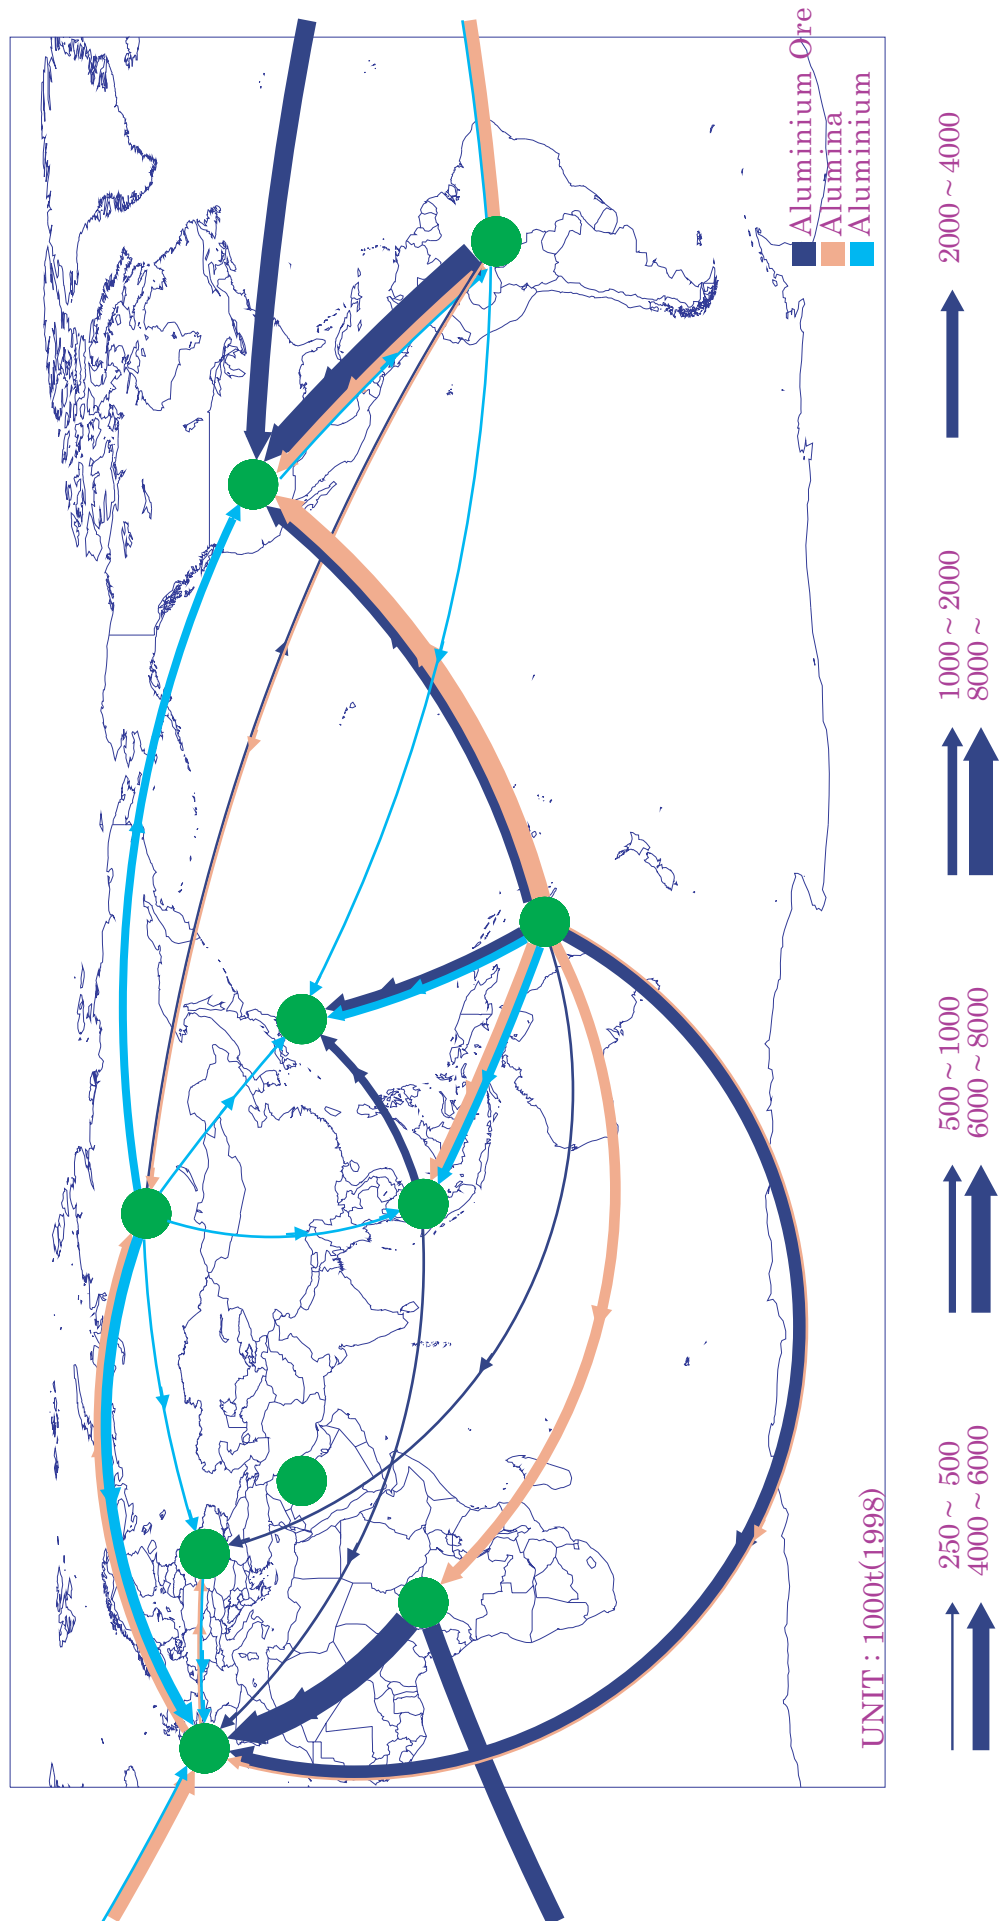 Aluminium Ore
Alumina
Aluminium
UNIT : 1000t(1998)
250 ~ 500
4000 ~ 6000
500 ~ 1000
6000 ~ 8000
1000 ~ 2000
8000 ~
2000 ~ 4000